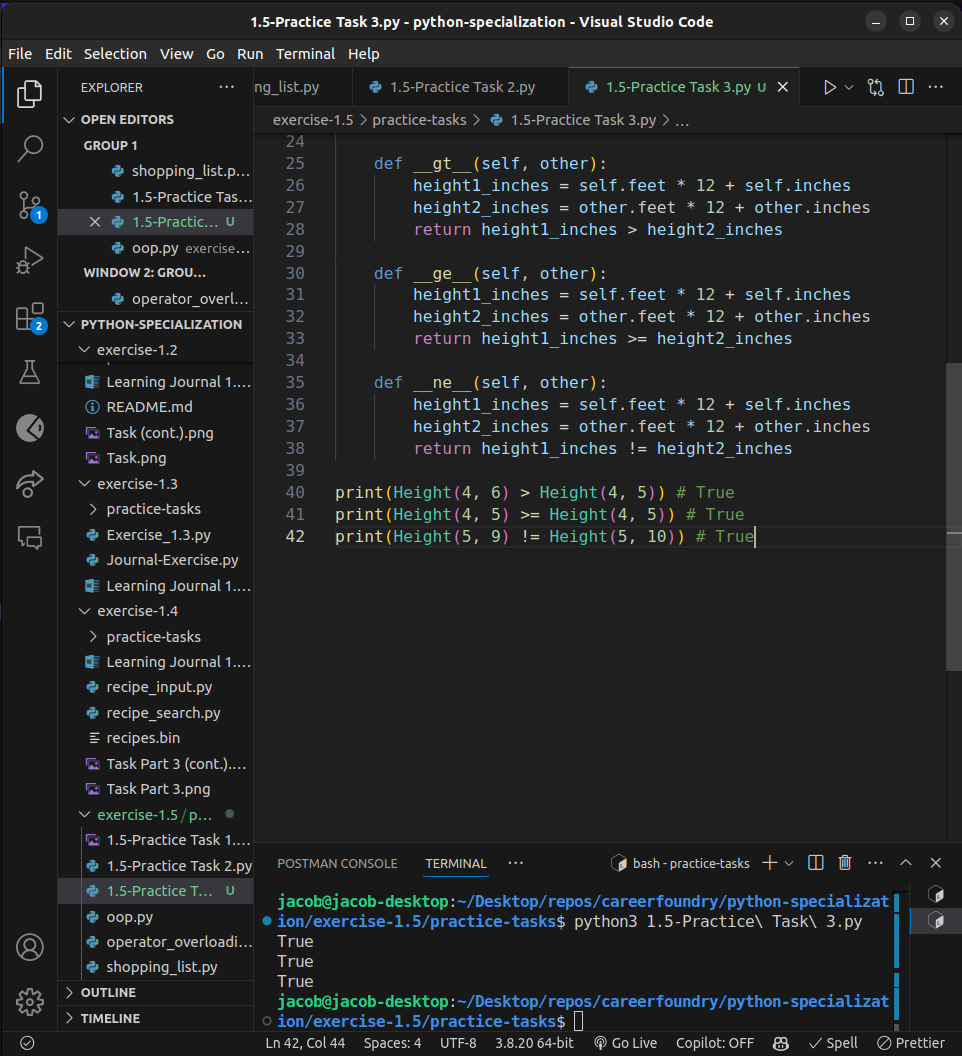 1.5-Practice Task 3.py - python-specialization - Visual Studio Code
File Edit Selection View Go Run Terminal Help
EXPLORER
ng_list.py
1.5-Practice Task 2.py
1.5-Practice Task 3.py U
exercise-1.5 > practice-tasks > 1.5-Practice Task 3.py > ...
OPEN EDITORS
GROUP 1
shopping_list.p...
1.5-Practice Tas...
1.5-Practic... U
oop.py exercise...
WINDOW 2: GROU...
operator_overl...
PYTHON-SPECIALIZATION
exercise-1.2
Learning Journal 1....
README.md
Task (cont.).png
Task.png
exercise-1.3
practice-tasks
Exercise_1.3.py
Journal-Exercise.py
Learning Journal 1....
exercise-1.4
practice-tasks
Learning Journal 1....
recipe_input.py
recipe_search.py
recipes.bin
Task Part 3 (cont.)....
Task Part 3.png
exercise-1.5 / p...
1.5-Practice Task 1....
1.5-Practice Task 2.py
1.5-Practice T... U
oop.py
operator_overloadi...
shopping_list.py
OUTLINE
TIMELINE
1
2
24
25 def __gt__(self, other):
26 height1_inches = self.feet * 12 + self.inches
27 height2_inches = other.feet * 12 + other.inches
28 return height1_inches > height2_inches
29
30 def __ge__(self, other):
31 height1_inches = self.feet * 12 + self.inches
32 height2_inches = other.feet * 12 + other.inches
33 return height1_inches >= height2_inches
34
35 def __ne__(self, other):
36 height1_inches = self.feet * 12 + self.inches
37 height2_inches = other.feet * 12 + other.inches
38 return height1_inches != height2_inches
39
40 print(Height(4, 6) > Height(4, 5)) # True
41 print(Height(4, 5) >= Height(4, 5)) # True
42 print(Height(5, 9) != Height(5, 10)) # True
POSTMAN CONSOLE TERMINAL ... bash - practice-tasks
jacob@jacob-desktop:~/Desktop/repos/careerfoundry/python-specializat
ion/exercise-1.5/practice-tasks$ python3 1.5-Practice\ Task\ 3.py
True
True
True
jacob@jacob-desktop:~/Desktop/repos/careerfoundry/python-specializat
ion/exercise-1.5/practice-tasks$
Ln 42, Col 44 Spaces: 4 UTF-8 3.8.20 64-bit Go Live Copilot: OFF Spell Prettier